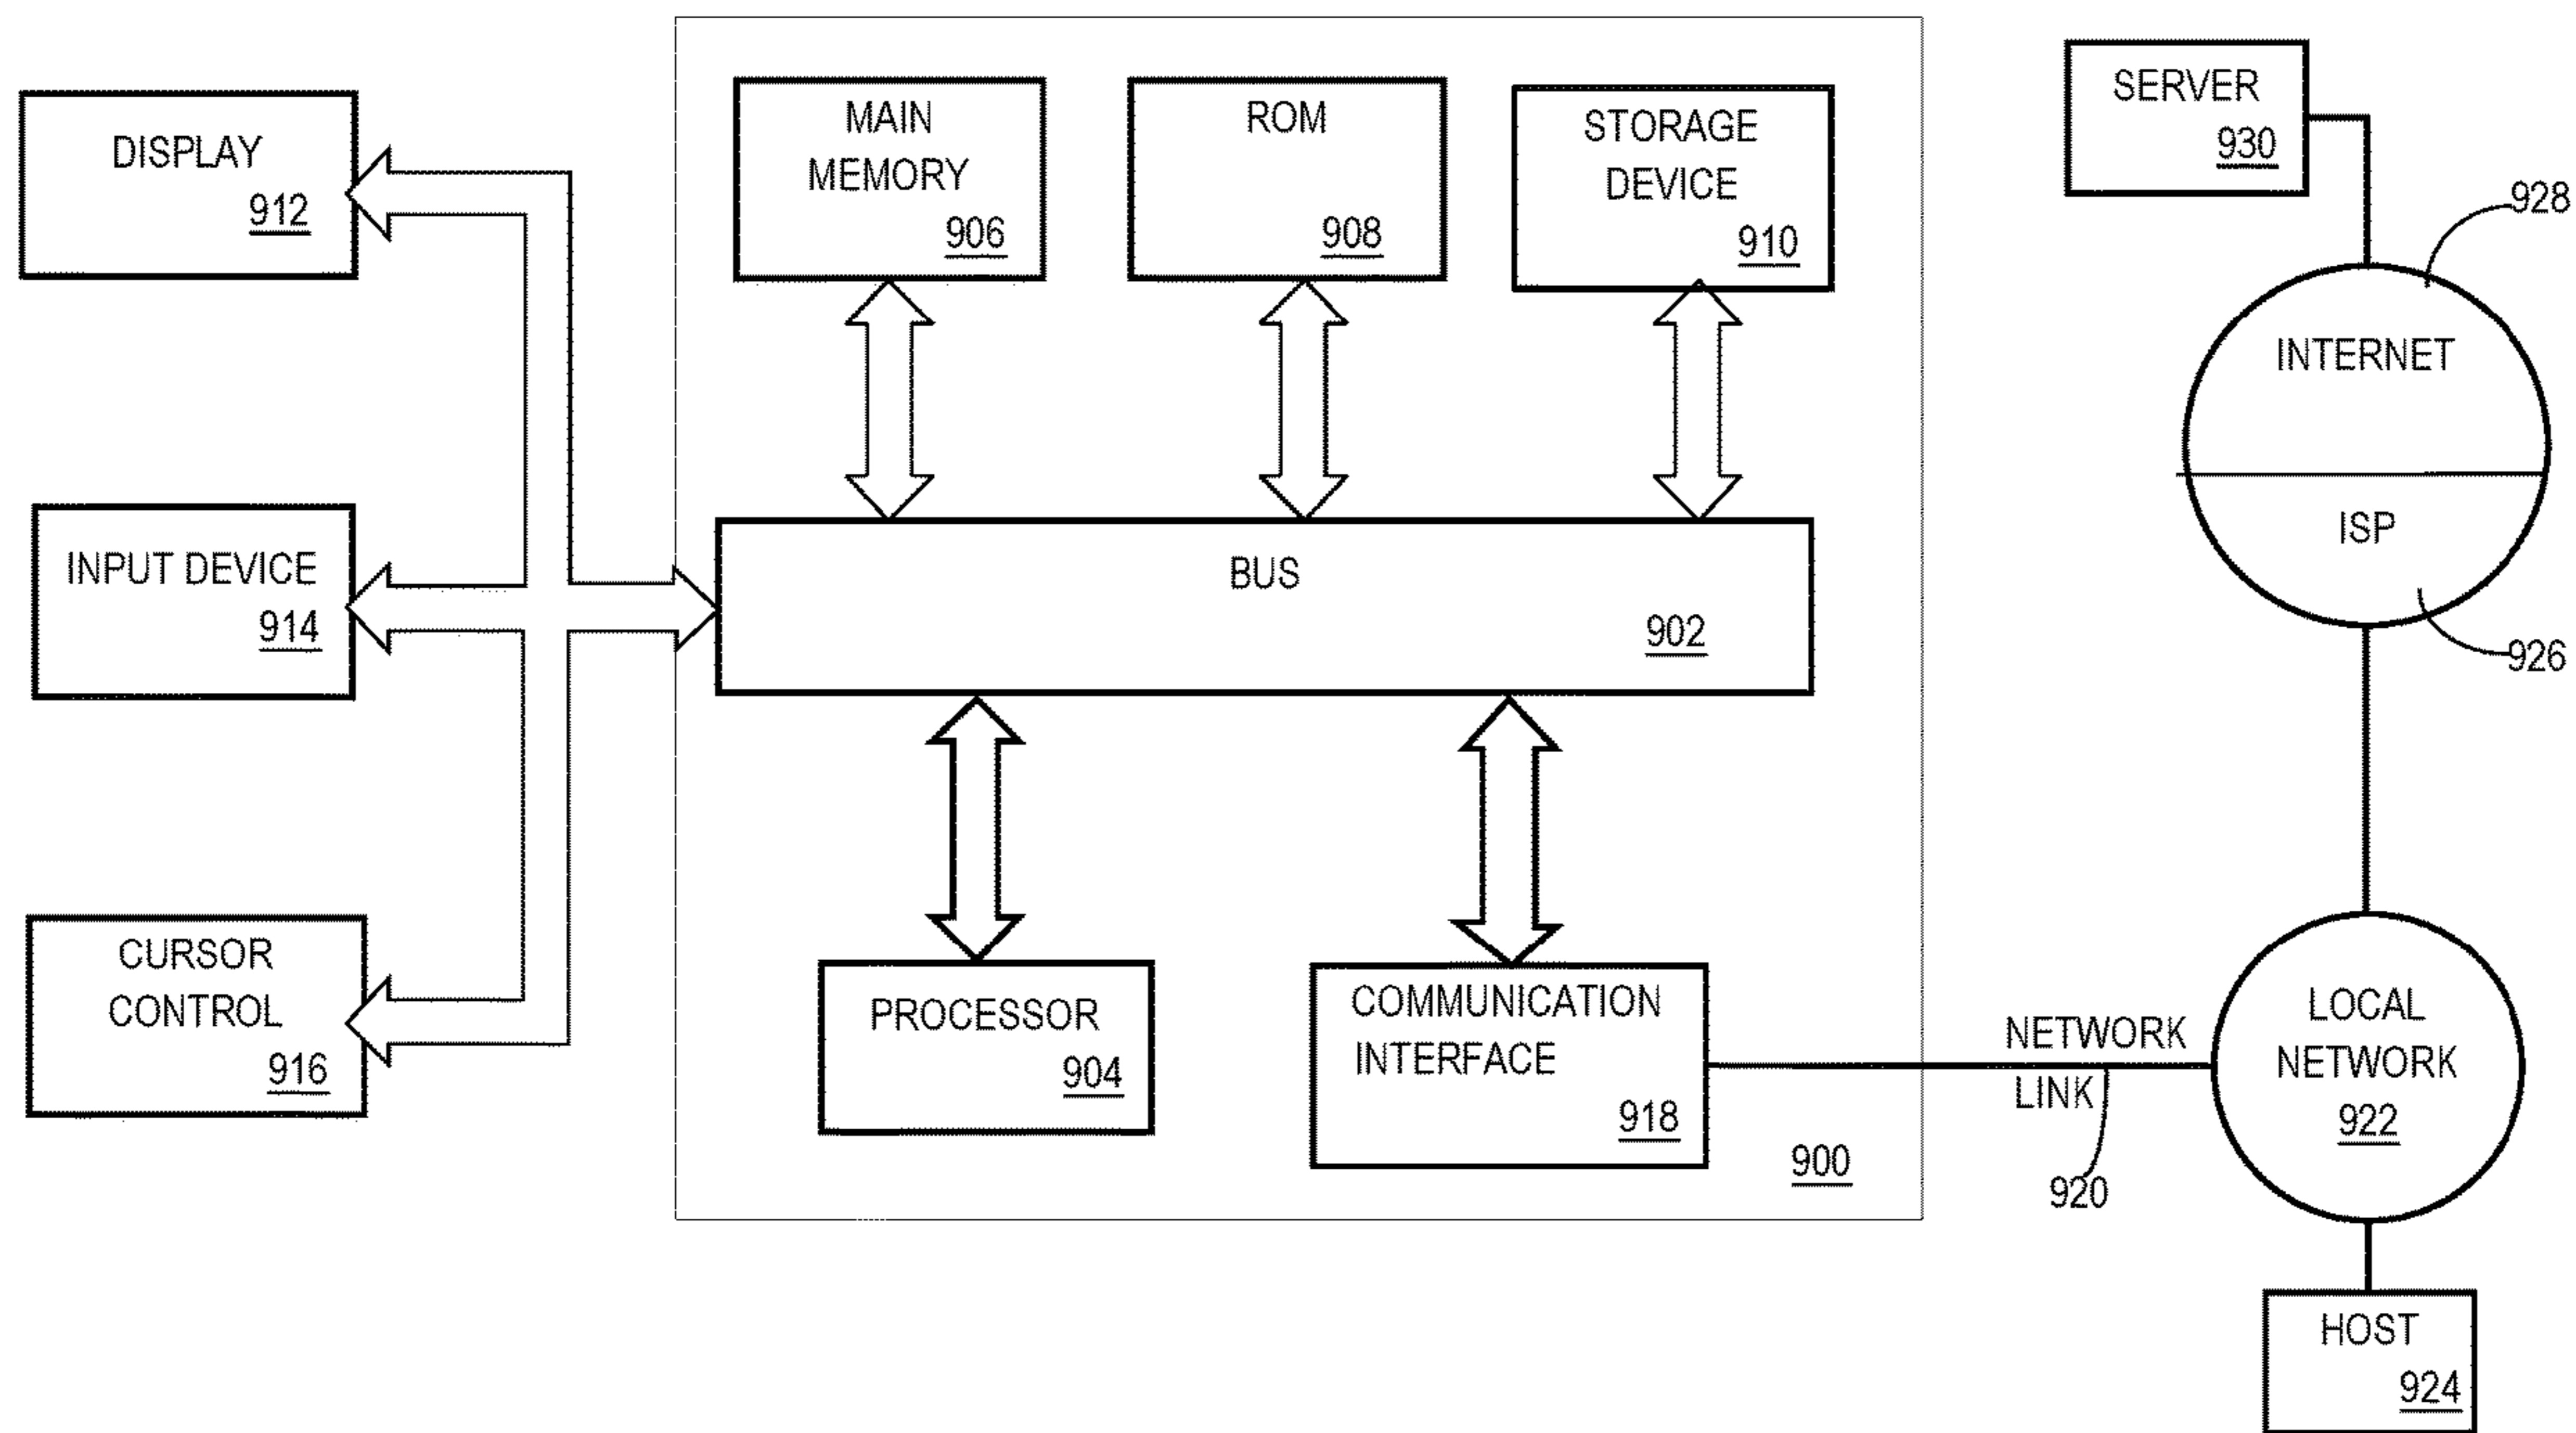 DISPLAY
912
INPUT DEVICE
914
CURSOR
CONTROL
916
MAIN
MEMORY
906
ROM
908
STORAGE
DEVICE
910
BUS
902
PROCESSOR
904
COMMUNICATION
INTERFACE
918
900
SERVER
930
928
INTERNET
ISP
926
NETWORK
LINK
920
LOCAL
NETWORK
922
HOST
924